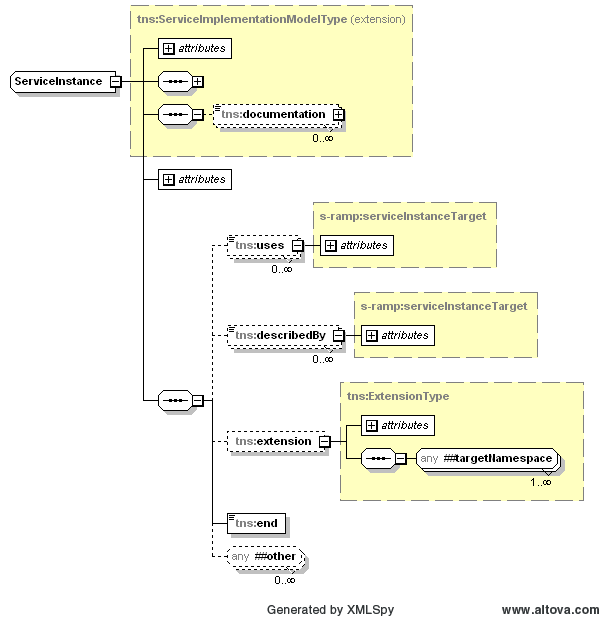 tns:ServiceImplementationModelType (extension)
attributes
ServiceInstance
tns:documentation
0..∞
attributes
s-ramp:serviceInstanceTarget
tns:uses
attributes
0..∞
s-ramp:serviceInstanceTarget
tns:describedBy
attributes
0..∞
tns:ExtensionType
attributes
tns:extension
any ##targetNamespace
1..∞
tns:end
any ##other
0..∞
Generated by XMLSpy
www.altova.com